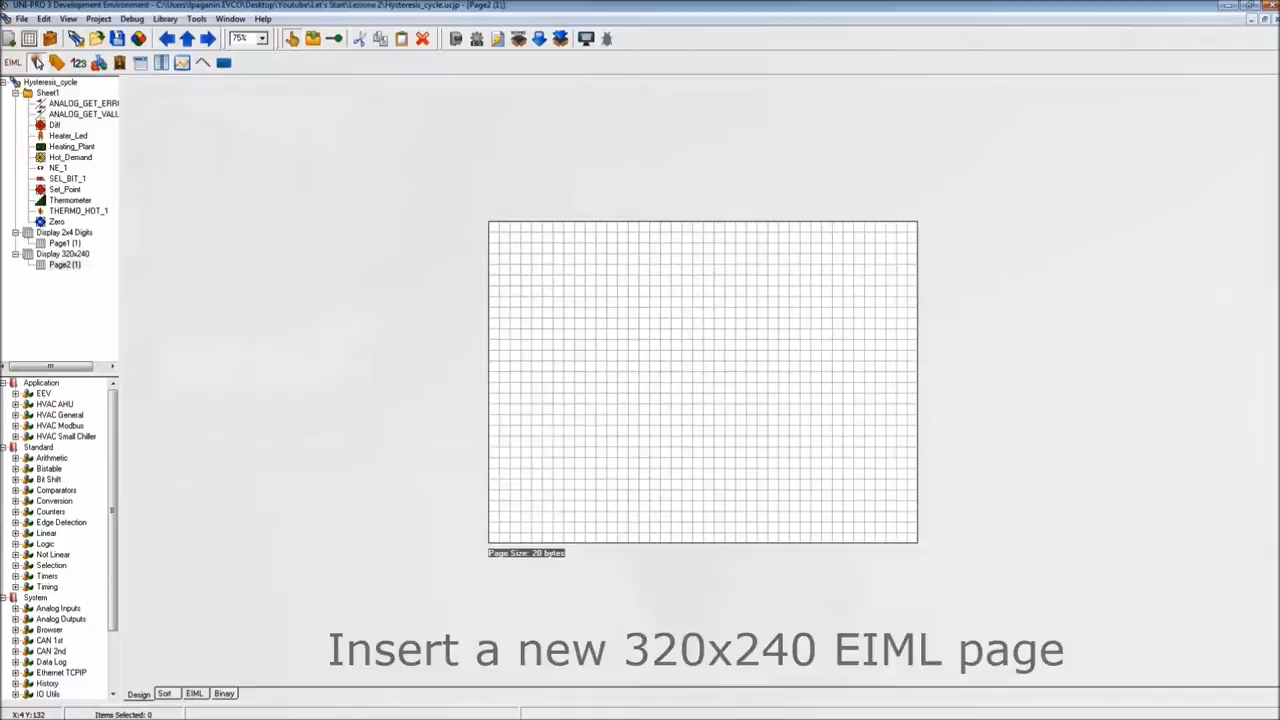 UNI-PRO 3 Development Environment - C:\Users\lpaganin.EVCO\Desktop\Youtube\Let's Start\Lessone 2\Hysteresis_cycle.ucjp - [Page2 (1)]
File Edit View Project Debug Library Tools Window Help
75%
EIML 123
Hysteresis_cycle
Sheet1
ANALOG_GET_ERR
ANALOG_GET_VAL
Diff
Heater_Led
Heating_Plant
Hot_Demand
NE_1
SEL_BIT_1
Set_Point
Thermometer
THERMO_HOT_1
Zero
Display 2x4 Digits
Page1 (1)
Display 320x240
Page2 (1)
Application
EEV
HVAC AHU
HVAC General
HVAC Modbus
HVAC Small Chiller
Standard
Arithmetic
Bistable
Bit Shift
Comparators
Conversion
Counters
Edge Detection
Linear
Logic
Not Linear
Selection
Timers
Timing
System
Analog Inputs
Analog Outputs
Browser
CAN 1st
CAN 2nd
Data Log
Ethernet TCPIP
History
IO Utils
Page Size: 20 bytes
Insert a new 320x240 EIML page
Design Sort EIML Binary
X:4 Y:132 Items Selected: 0